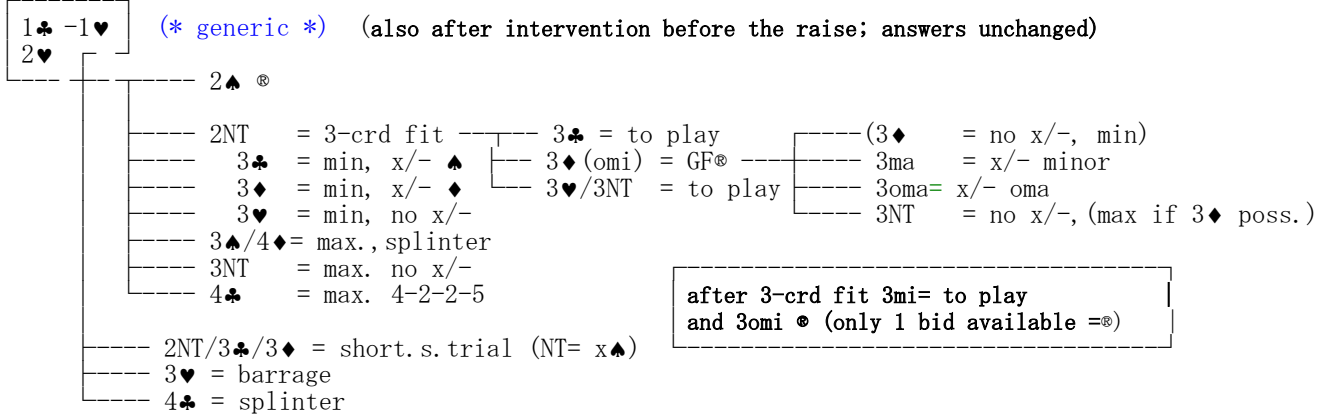 1♣ -1♥ (* generic *) (also after intervention before the raise; answers unchanged)
2♥
2♠ ®
2NT = 3-crd fit 3♣ = to play (3♦ = no x/-, min)
3♣ = min, x/- ♠ 3♦(omi) = GF® 3ma = x/- minor
3♦ = min, x/- ♦ 3♥/3NT = to play 3oma= x/- oma
3♥ = min, no x/- 3NT = no x/-,(max if 3♦ poss.)
3♠/4♦= max.,splinter
3NT = max. no x/-
4♣ = max. 4-2-2-5
after 3-crd fit 3mi= to play
and 3omi ® (only 1 bid available =®)
2NT/3♣/3♦ = short.s.trial (NT= x♠)
3♥ = barrage
4♣ = splinter